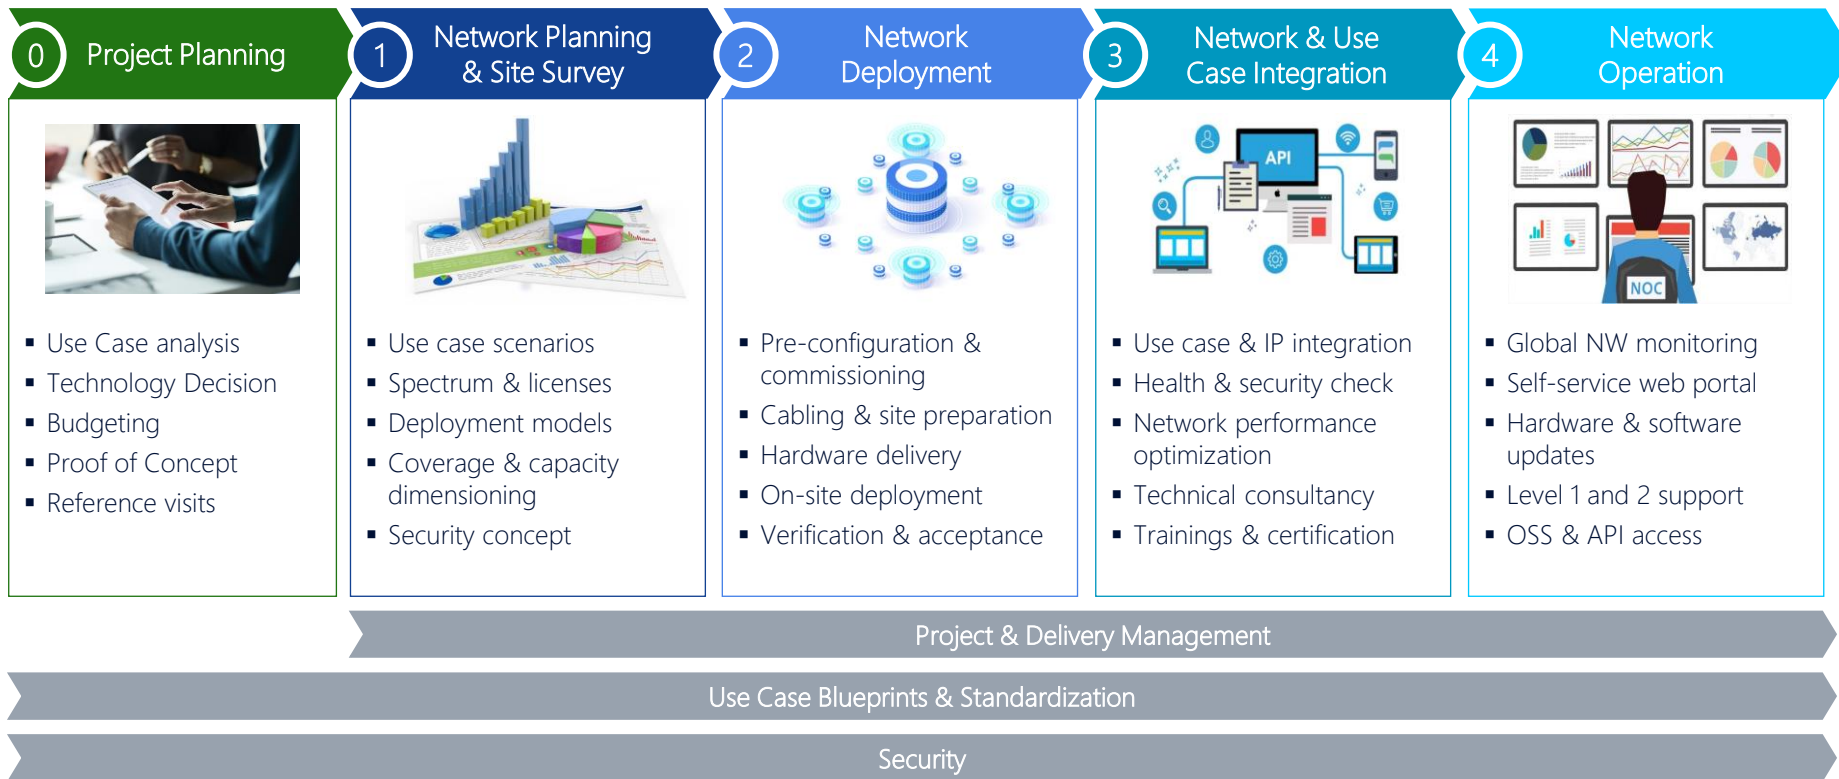 0
Project Planning
1
Network Planning
& Site Survey
2
Network
Deployment
3
Network & Use
Case Integration
4
Network
Operation
▪ Use Case analysis
▪ Technology Decision
▪ Budgeting
▪ Proof of Concept
▪ Reference visits
▪ Use case scenarios
▪ Spectrum & licenses
▪ Deployment models
▪ Coverage & capacity
dimensioning
▪ Security concept
▪ Pre-configuration &
commissioning
▪ Cabling & site preparation
▪ Hardware delivery
▪ On-site deployment
▪ Verification & acceptance
API
▪ Use case & IP integration
▪ Health & security check
▪ Network performance
optimization
▪ Technical consultancy
▪ Trainings & certification
NOC
▪ Global NW monitoring
▪ Self-service web portal
▪ Hardware & software
updates
▪ Level 1 and 2 support
▪ OSS & API access
Project & Delivery Management
Use Case Blueprints & Standardization
Security